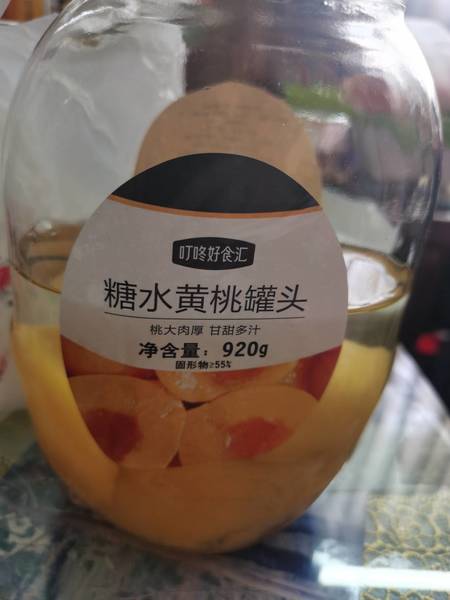 叮咚好食汇
糖水黄桃罐头
桃大肉厚 甘甜多汁
净含量：920g
固形物≥55%